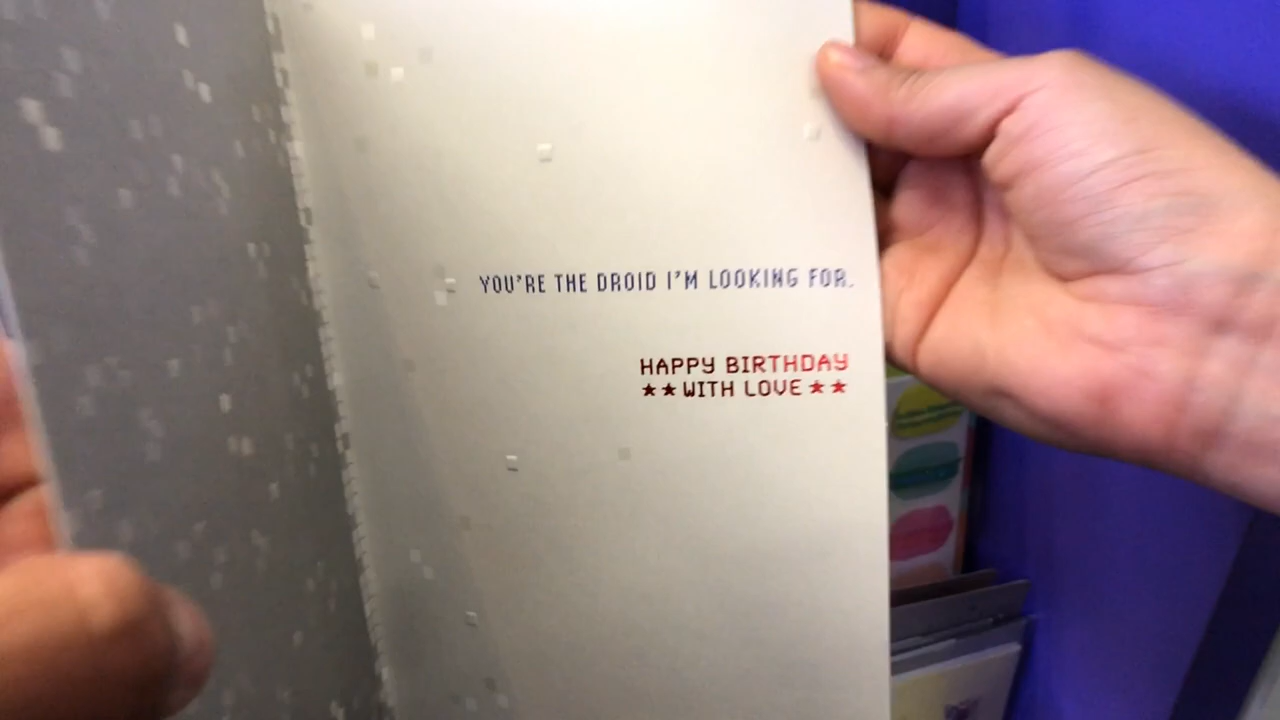 YOU'RE THE DROID I'M LOOKING FOR.
HAPPY BIRTHDAY
★★WITH LOVE★★